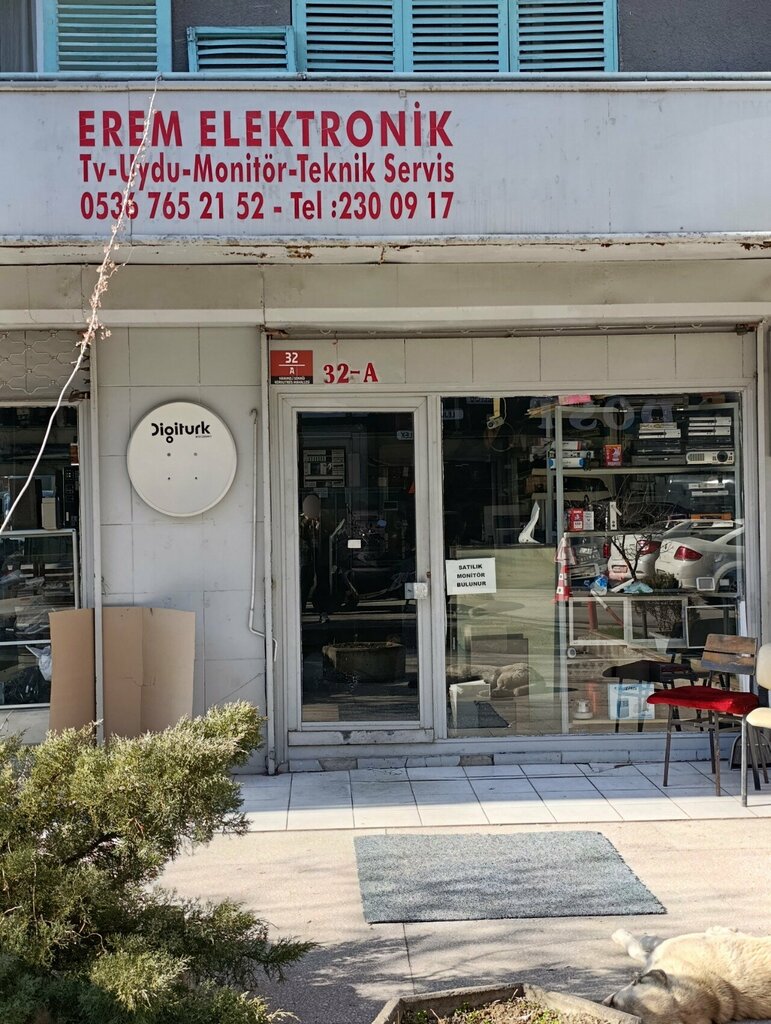 EREM ELEKTRONİK
Tv-Uydu-Monitör-Teknik Servis
0536 765 21 52 - Tel :230 09 17
32
A
32-A
Digiturk
SATILIK
MONİTÖR
BULUNUR